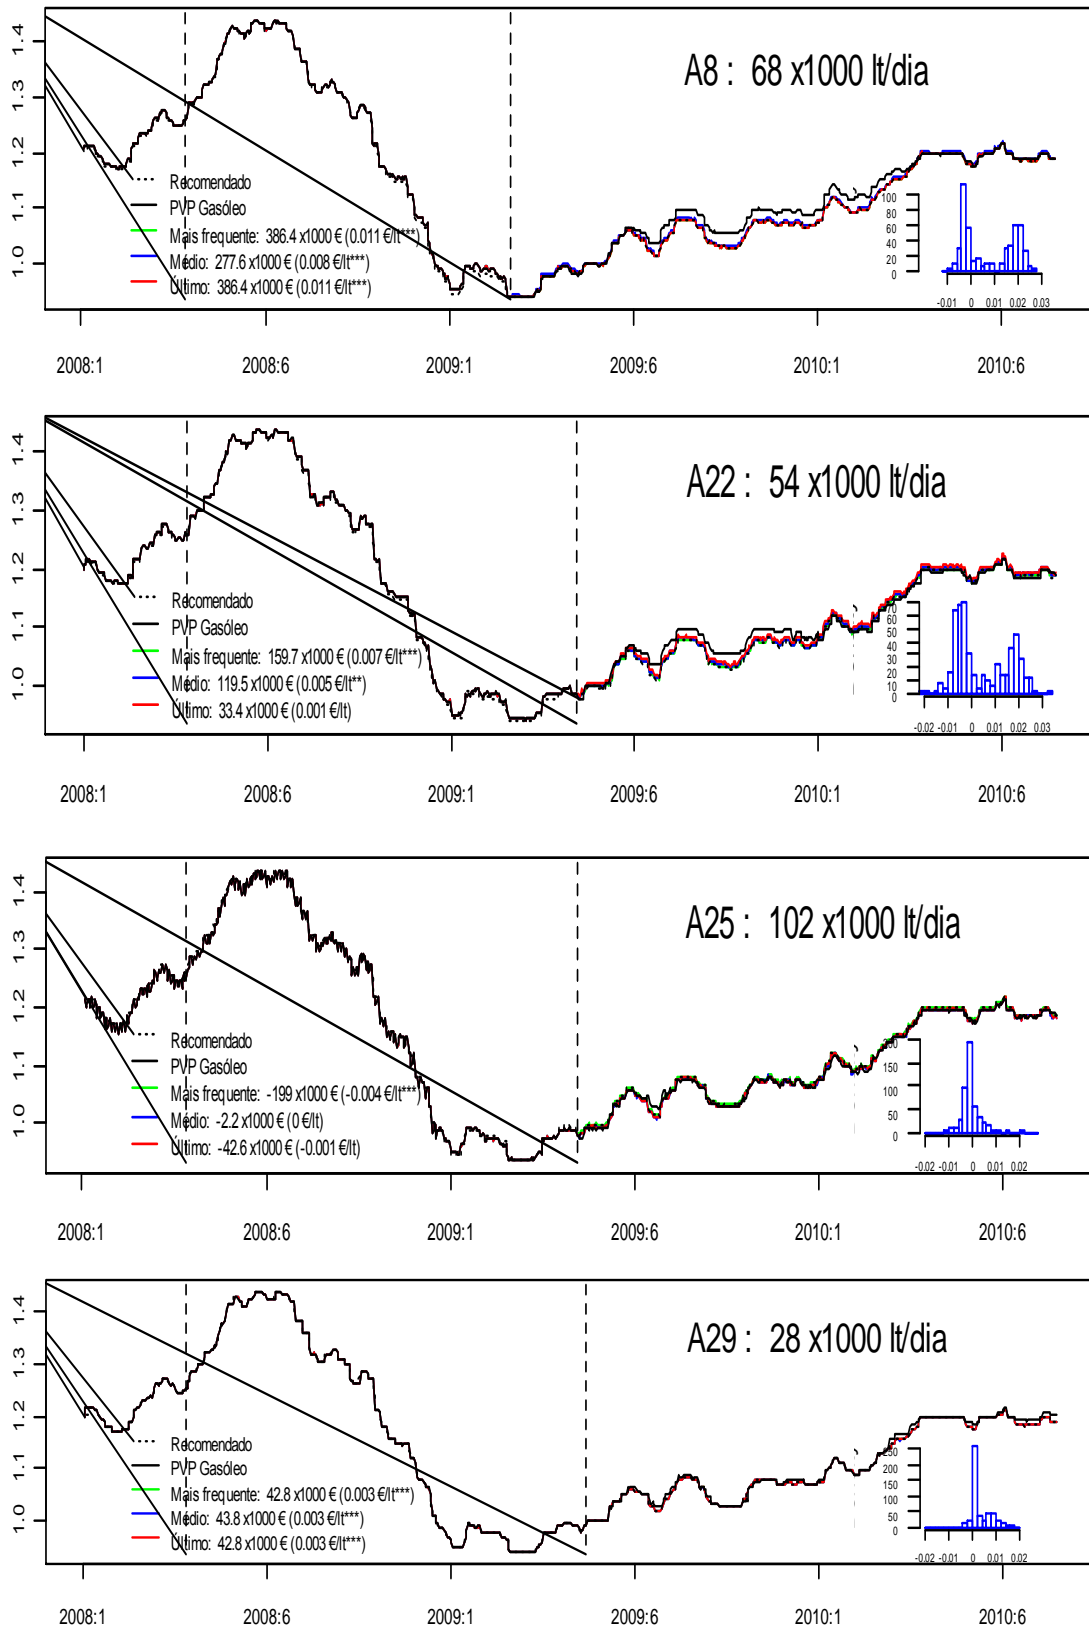 1.4
1.3
1.2
1.1
1.0
A8 : 68 x1000 lt/dia
Recomendado
PVP Gasóleo
Mais frequente: 386.4 x1000 € (0.011 €/lt***)
Médio: 277.6 x1000 € (0.008 €/lt***)
Último: 386.4 x1000 € (0.011 €/lt***)
100
80
60
40
20
0
-0.01 0 0.01 0.02 0.03
2008:1 2008:6 2009:1 2009:6 2010:1 2010:6
1.4
1.3
1.2
1.1
1.0
A22 : 54 x1000 lt/dia
Recomendado
PVP Gasóleo
Mais frequente: 159.7 x1000 € (0.007 €/lt***)
Médio: 119.5 x1000 € (0.005 €/lt**)
Último: 33.4 x1000 € (0.001 €/lt)
70
60
50
40
30
20
10
0
-0.02 -0.01 0 0.01 0.02 0.03
2008:1 2008:6 2009:1 2009:6 2010:1 2010:6
1.4
1.3
1.2
1.1
1.0
A25 : 102 x1000 lt/dia
Recomendado
PVP Gasóleo
Mais frequente: -199 x1000 € (-0.004 €/lt***)
Médio: -2.2 x1000 € (0 €/lt)
Último: -42.6 x1000 € (-0.001 €/lt)
200
150
100
50
0
-0.02 -0.01 0 0.01 0.02
2008:1 2008:6 2009:1 2009:6 2010:1 2010:6
1.4
1.3
1.2
1.1
1.0
A29 : 28 x1000 lt/dia
Recomendado
PVP Gasóleo
Mais frequente: 42.8 x1000 € (0.003 €/lt***)
Médio: 43.8 x1000 € (0.003 €/lt***)
Último: 42.8 x1000 € (0.003 €/lt***)
250
200
150
100
50
0
-0.02 -0.01 0 0.01 0.02
2008:1 2008:6 2009:1 2009:6 2010:1 2010:6